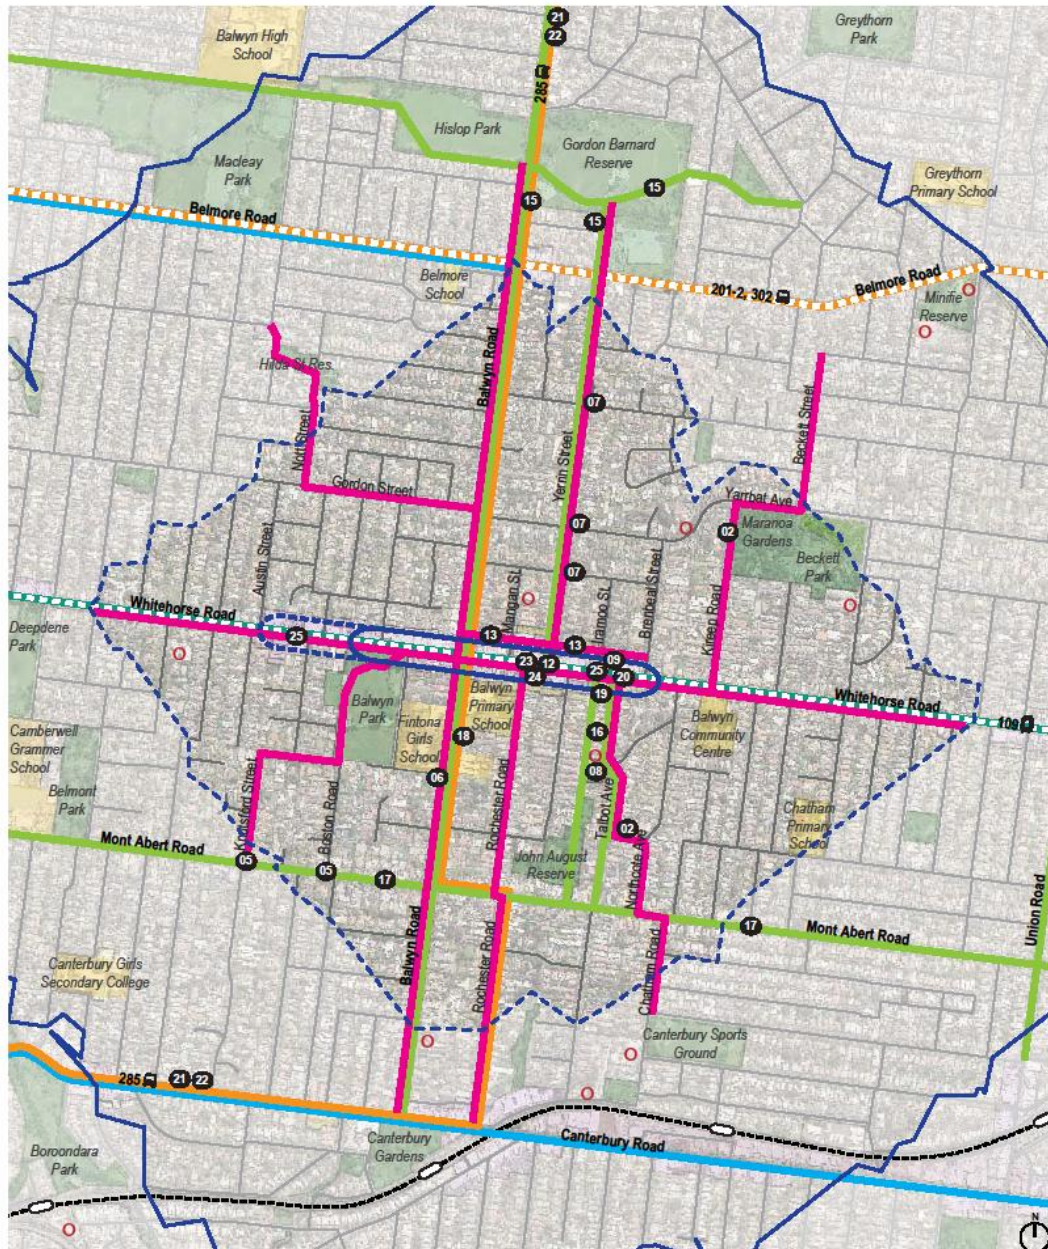 21
22
Greythorn
Park
Balwyn High
School
285
Hislop Park
Gordon Barnard
Reserve
Macleay
Park
Greythorn
Primary School
15
15
15
Belmore Road
Belmore
School
201-2, 302
Belmore Road
Minifie
Reserve
Balwyn Road
Hilda St Res.
07
Beckett Street
Nott Street
Yerrin Street
Gordon Street
Yarrbat Ave
02
Maranoa
Gardens
07
Austin Street
Beckett
Park
07
Mangan St.
Iramoo St.
Brenbeal Street
Kireep Road
Whitehorse Road
25
13
13
Deepdene
Park
23
12
09
24
25
20
19
Whitehorse Road
109
Balwyn
Park
Fintona
Girls
School
Balwyn
Primary
School
18
16
Balwyn
Community
Centre
Camberwell
Grammer
School
06
08
Belmont
Park
Talbot Ave
Knutsford Street
Boston Road
Rochester Road
Chatham
Primary
School
02
Mont Abert Road
John August
Reserve
Northcote Ave
05
05
17
17
Mont Abert Road
Union Road
Balwyn Road
Rochester Road
Chatham Road
Canterbury Girls
Secondary College
Canterbury Sports
Ground
285
21
22
Canterbury
Gardens
Canterbury Road
Boroondara
Park
N